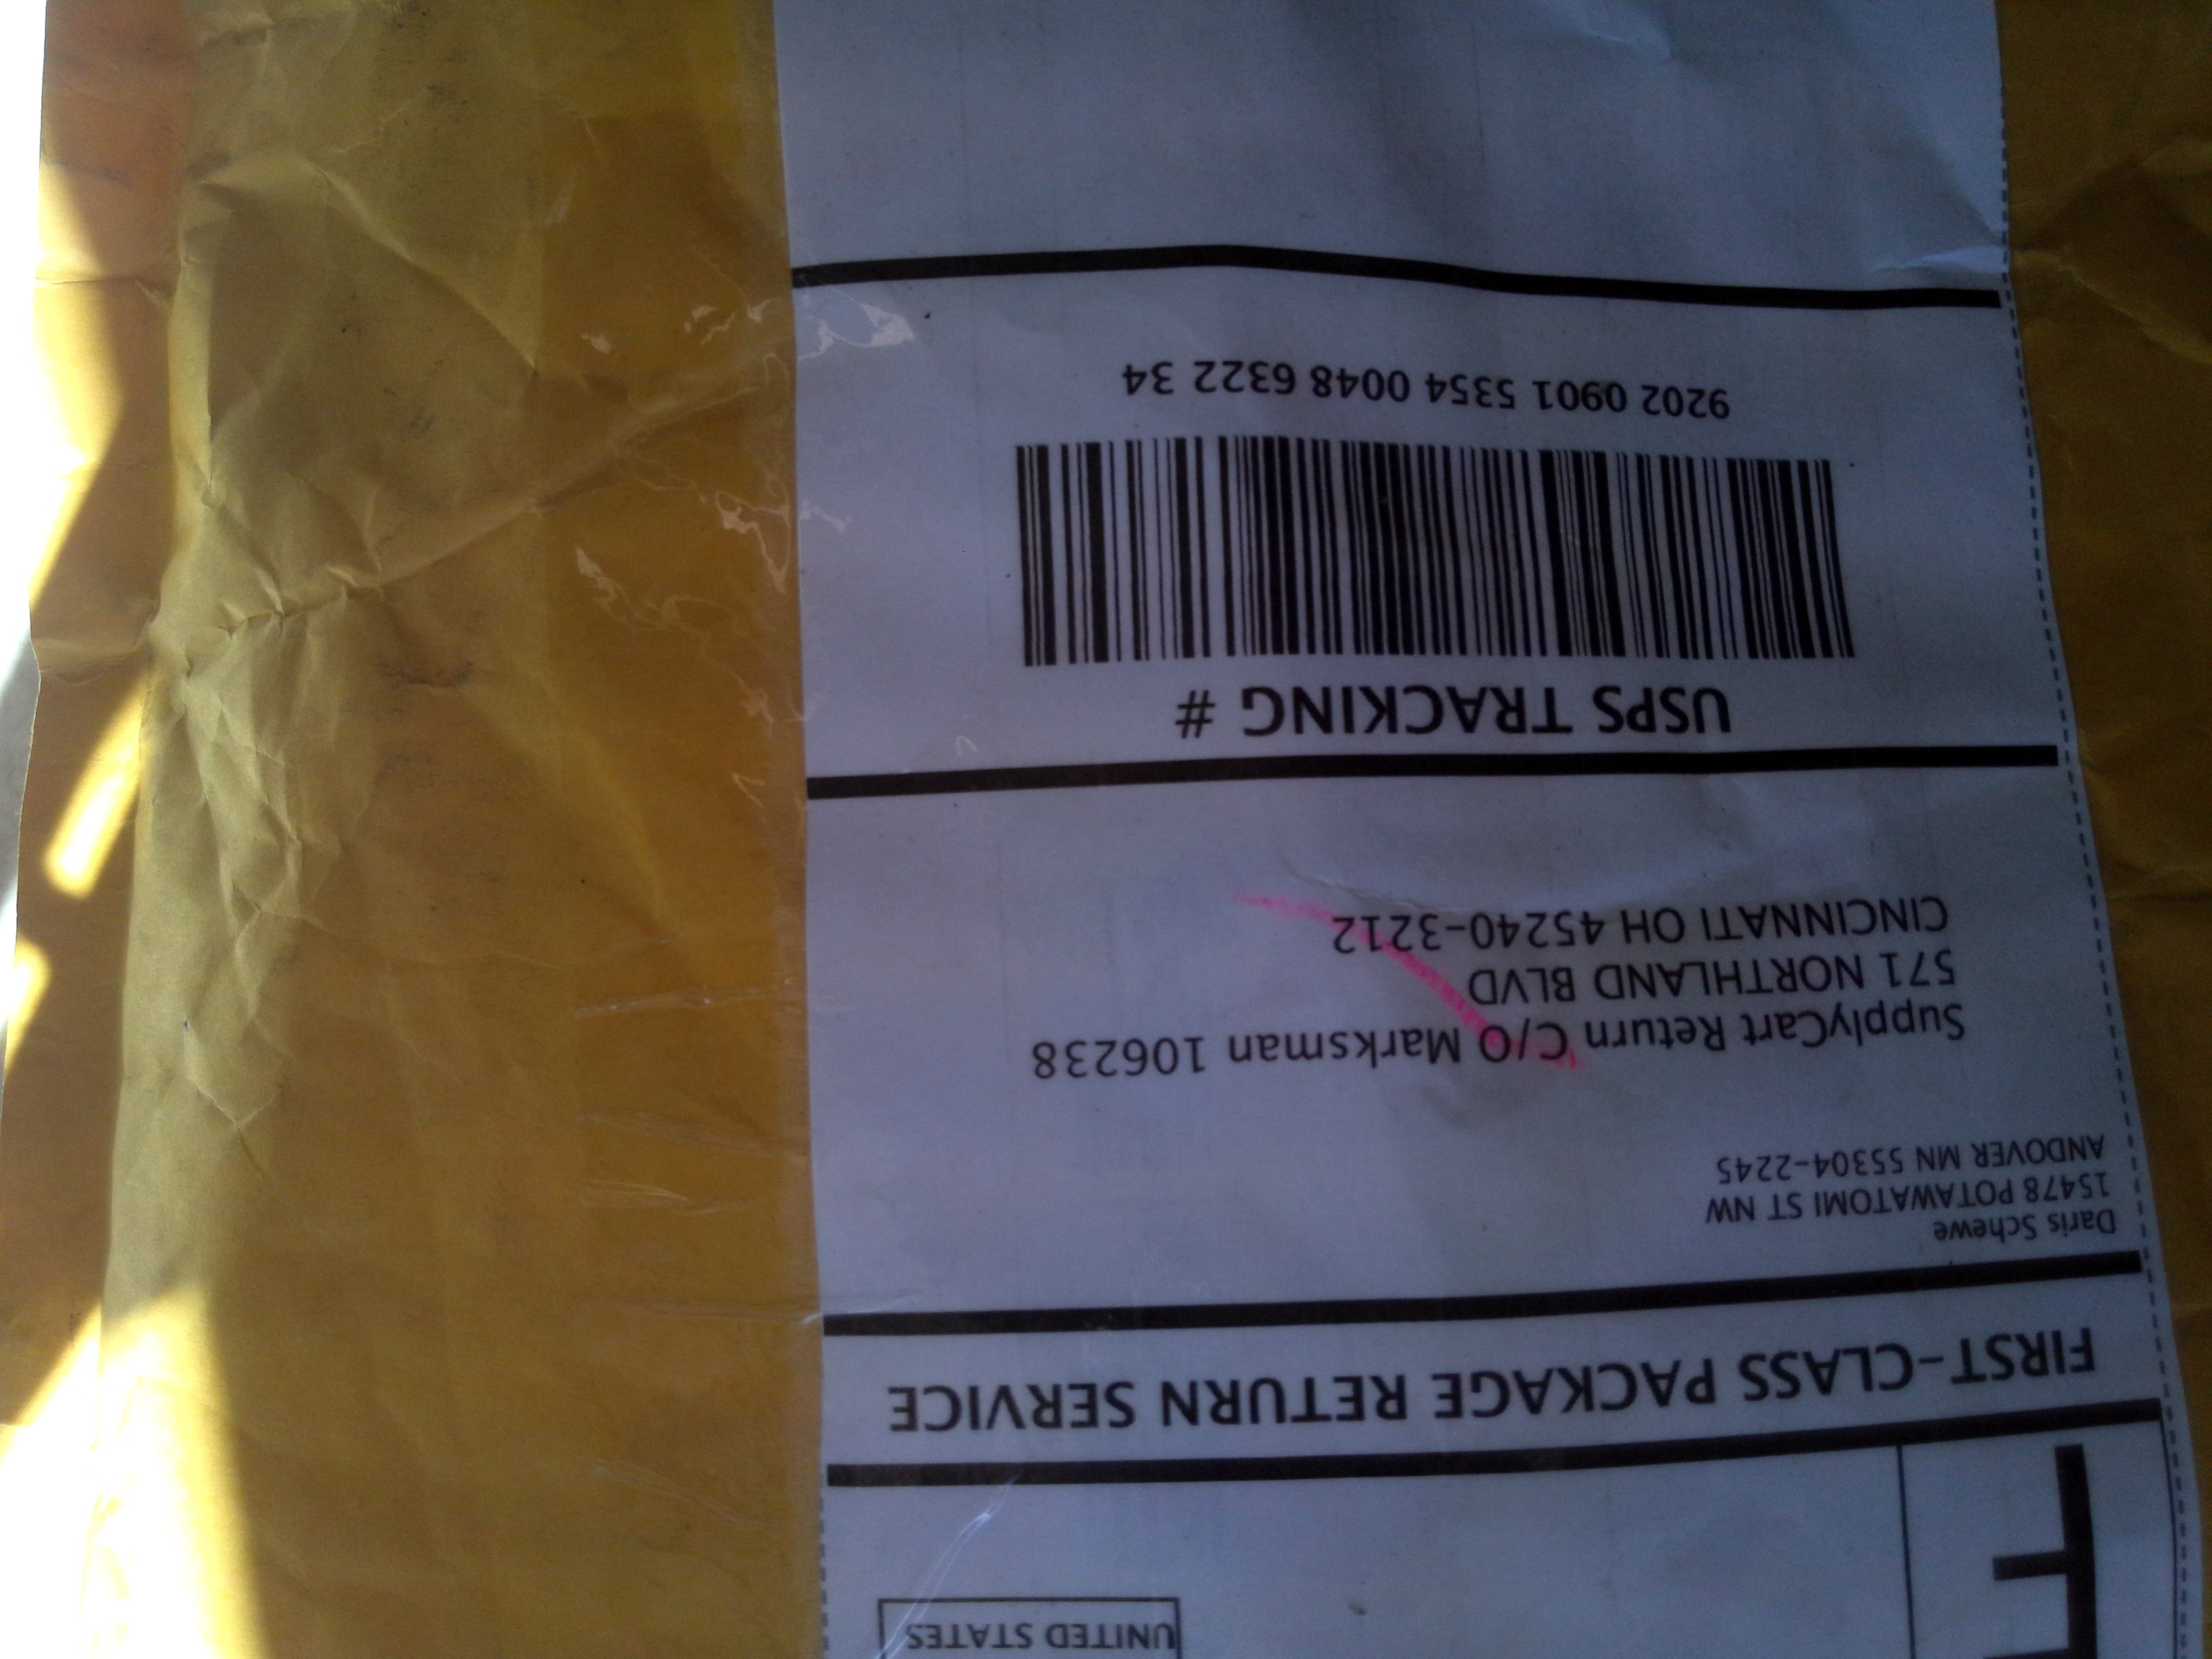 UNITED STATES
F
FIRST-CLASS PACKAGE RETURN SERVICE
Daris Schewe
15478 POTAWATOMI ST NW
ANDOVER MN 55304-2245
SupplyCart Return C/O Marksman 106238
571 NORTHLAND BLVD
CINCINNATI OH 45240-3212
USPS TRACKING #
9202 0901 5354 0048 6322 34